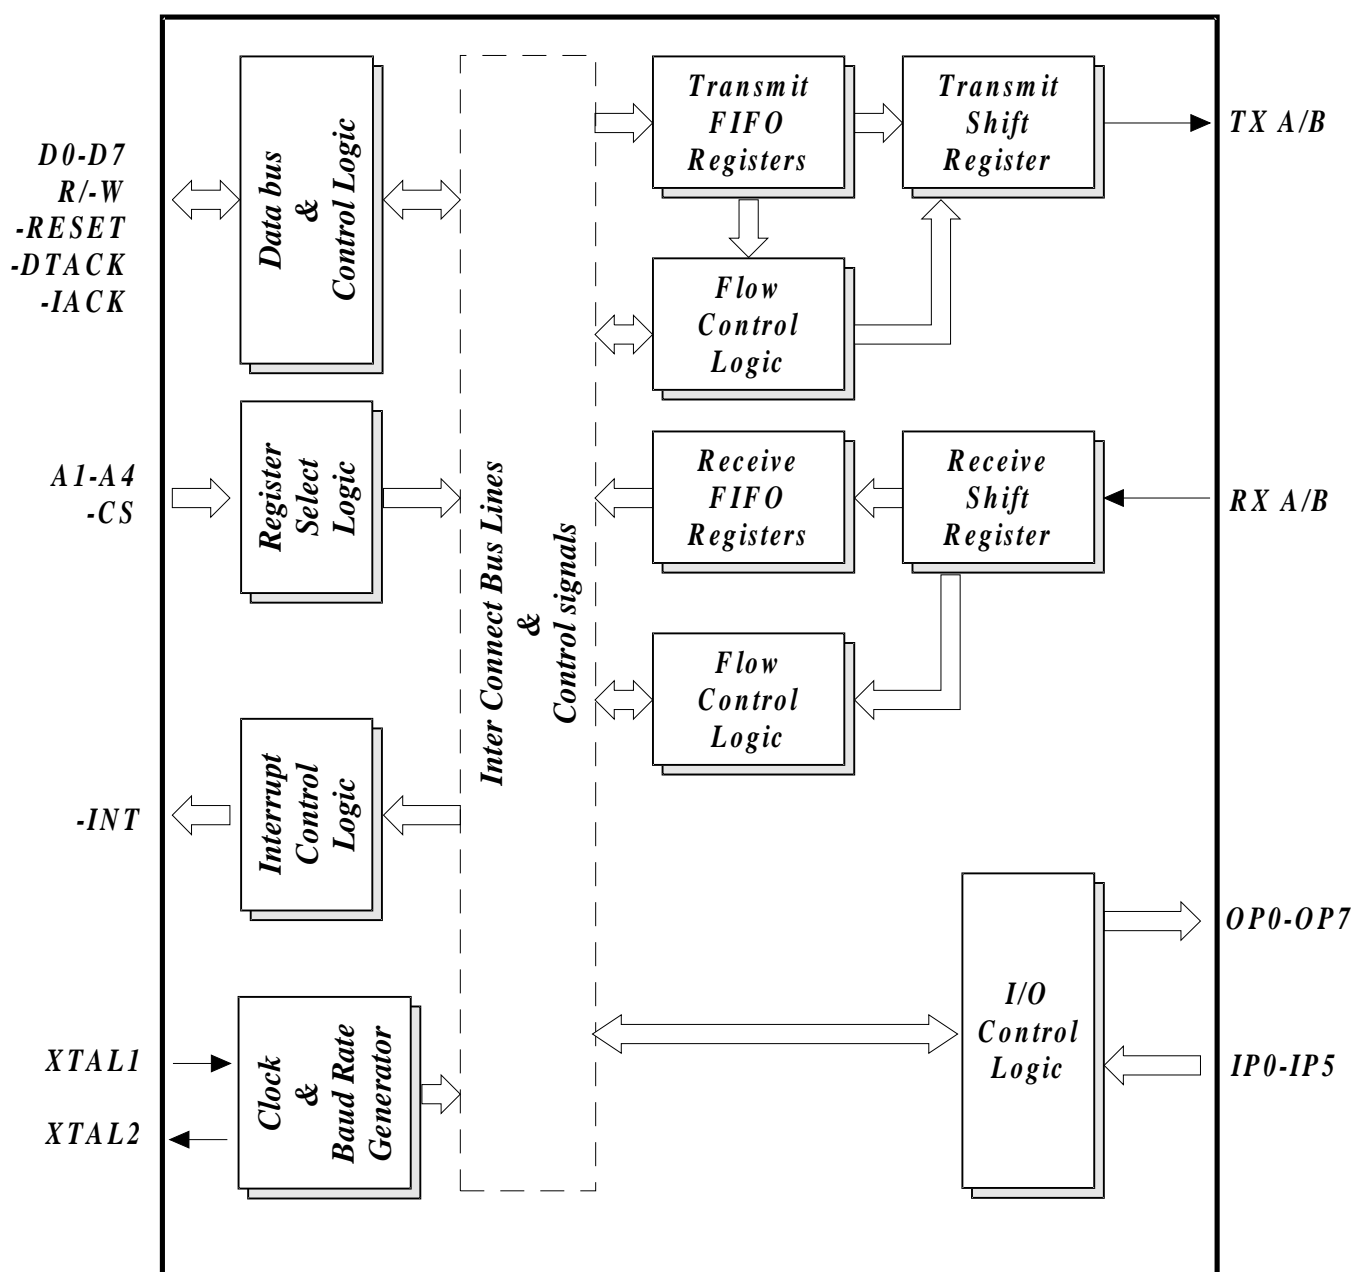 D0-D7
R/-W
-RESET
-DTACK
-IACK
A1-A4
-CS
-INT
XTAL1
XTAL2
Data bus
&
Control Logic
Register
Select
Logic
Interrupt
Control
Logic
Clock
&
Baud Rate
Generator
Inter Connect Bus Lines
&
Control signals
Transmit
FIFO
Registers
Transmit
Shift
Register
Flow
Control
Logic
Receive
FIFO
Registers
Receive
Shift
Register
Flow
Control
Logic
I/O
Control
Logic
TX A/B
RX A/B
OP0-OP7
IP0-IP5